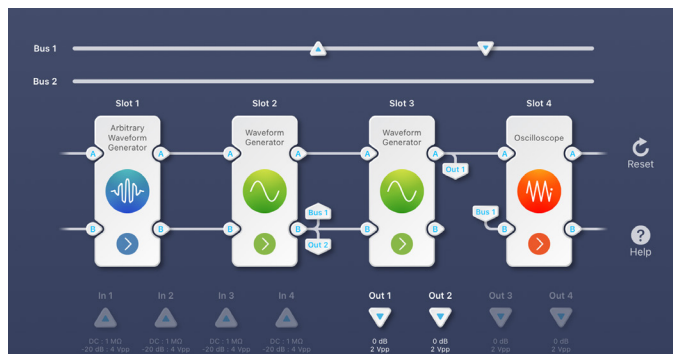 Bus 1
Bus 2
Slot 1
Slot 2
Slot 3
Slot 4
Arbitrary
Waveform
Generator
Waveform
Generator
Waveform
Generator
Oscilloscope
A A A A A A A A
Out 1
Reset
Bus 1
Bus 1
B B B B B B B
Out 2
Help
In 1
In 2
In 3
In 4
Out 1
Out 2
Out 3
Out 4
DC : 1 MΩ
-20 dB : 4 Vpp
DC : 1 MΩ
-20 dB : 4 Vpp
DC : 1 MΩ
-20 dB : 4 Vpp
DC : 1 MΩ
-20 dB : 4 Vpp
0 dB
2 Vpp
0 dB
2 Vpp
0 dB
2 Vpp
0 dB
2 Vpp